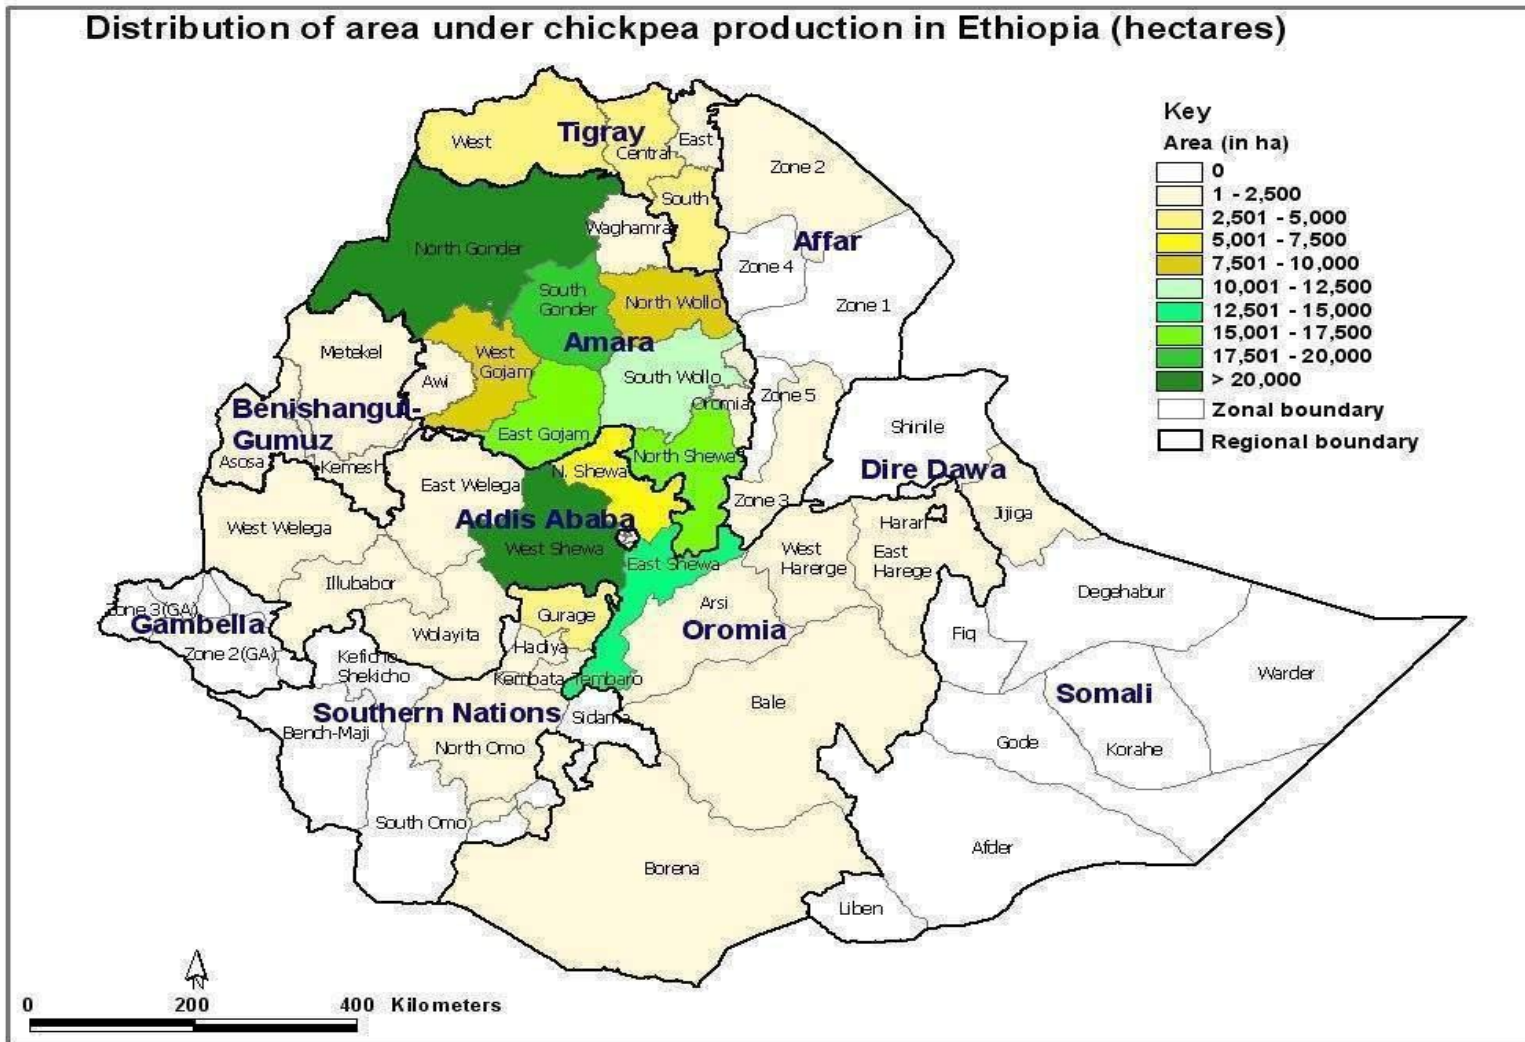 Distribution of area under chickpea production in Ethiopia (hectares)
Key
Area (in ha)
0
1 - 2,500
2,501 - 5,000
5,001 - 7,500
7,501 - 10,000
10,001 - 12,500
12,501 - 15,000
15,001 - 17,500
17,501 - 20,000
> 20,000
Zonal boundary
Regional boundary
West
Tigray
Central
East
Zone 2
South
Waghamra
North Gonder
Affar
Zone 4
South
Gonder
North Wollo
Zone 1
Amara
Metekel
West
Gojam
Awi
South Wollo
Zone 5
Oromia
Benishangul-
Gumuz
East Gojam
Shinile
North Shewa
Asosa
Kemesh
N. Shewa
Dire Dawa
East Welega
Zone 3
Jijiga
Addis Ababa
West Welega
Harari
West Shewa
West
Harerge
East
Harege
East Shewa
Illubabor
Degehabur
Zone 3(GA)
Gambella
Gurage
Arsi
Oromia
Wolayita
Fiq
Hadiya
Zone 2(GA)
Keficho
Shekicho
Kembata
Tembaro
Warder
Somali
Bale
Southern Nations
Sidama
Bench-Maji
North Omo
Gode
Korahe
South Omo
Afder
Borena
Liben
N
0 200 400 Kilometers